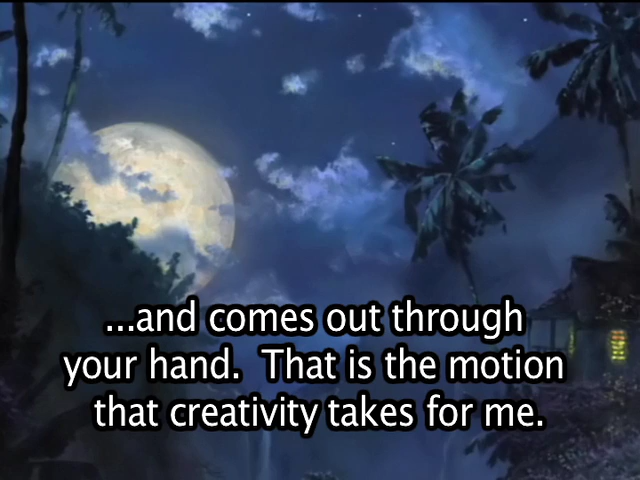 ...and comes out through
your hand.  That is the motion
that creativity takes for me.